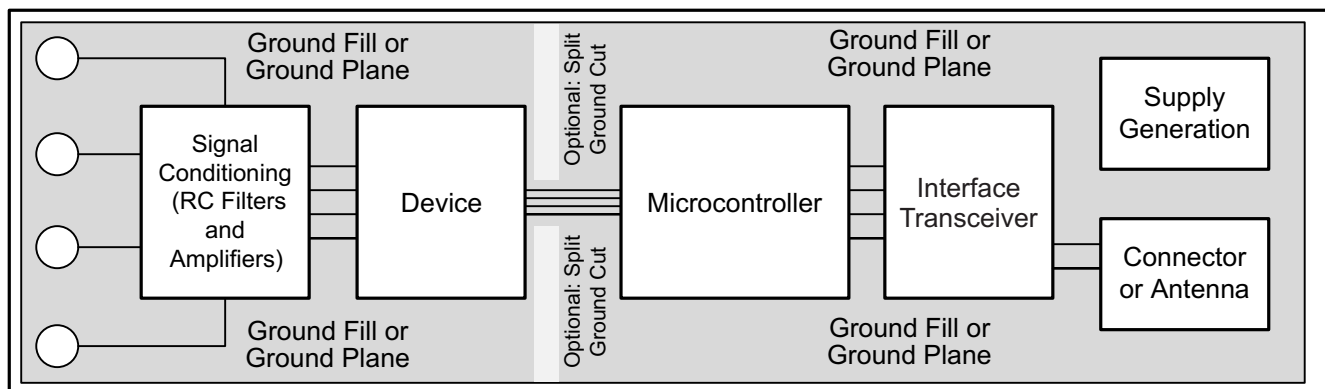 Ground Fill or
Ground Plane
Optional: Split
Ground Cut
Ground Fill or
Ground Plane
Supply
Generation
Signal
Conditioning
(RC Filters
and
Amplifiers)
Device
Microcontroller
Interface
Transceiver
Connector
or Antenna
Ground Fill or
Ground Plane
Optional: Split
Ground Cut
Ground Fill or
Ground Plane